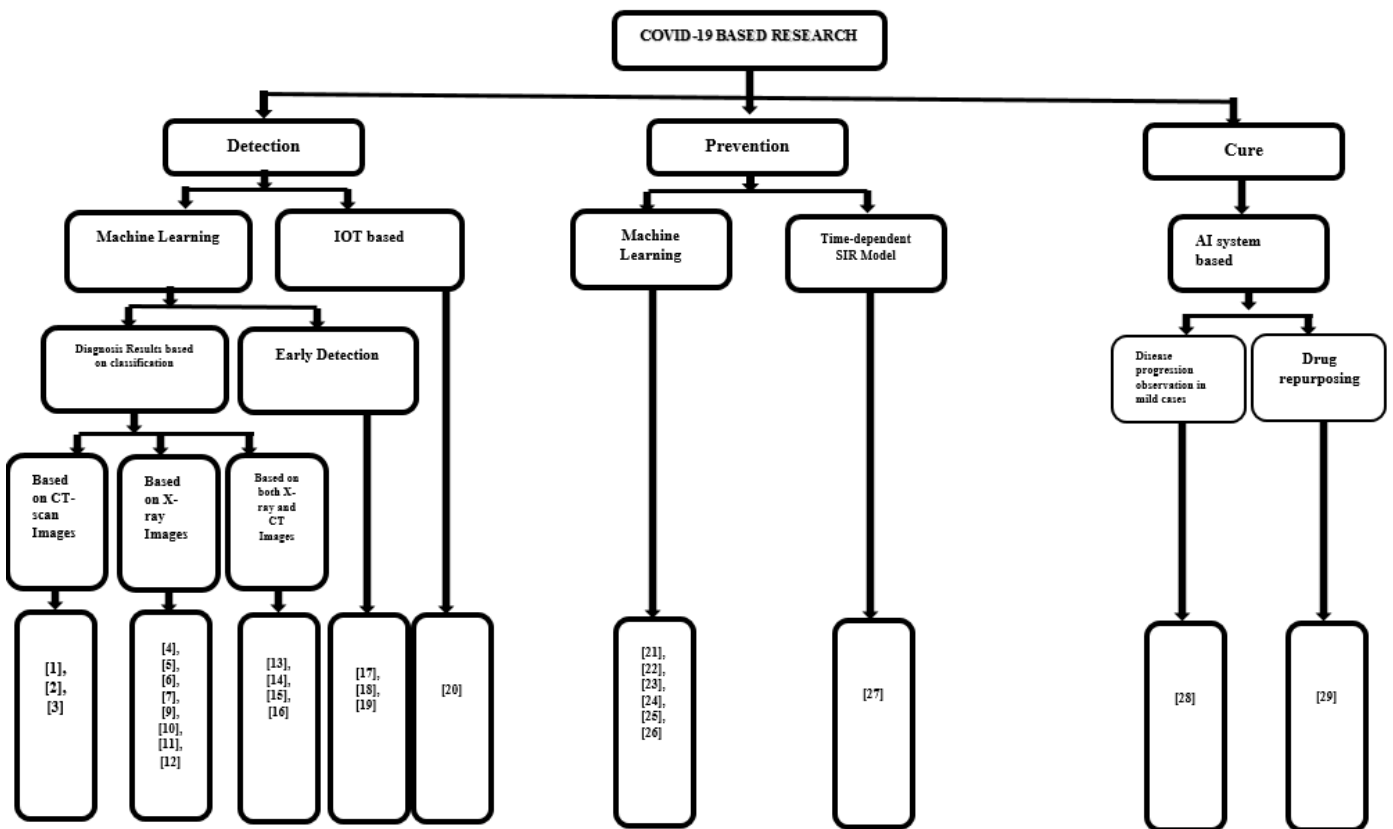 COVID-19 BASED RESEARCH
Detection
Prevention
Cure
Machine Learning
IOT based
Machine
Learning
Time-dependent
SIR Model
AI system
based
Diagnosis Results based
on classification
Early Detection
Disease
progression
observation in
mild cases
Drug
repurposing
Based
on CT-
scan
Images
Based
on X-
ray
Images
Based on
both X-
ray and
CT
Images
[1],
[2],
[3]
[4],
[5],
[6],
[7],
[9],
[10],
[11],
[12]
[13],
[14],
[15],
[16]
[17],
[18],
[19]
[20]
[21],
[22],
[23],
[24],
[25],
[26]
[27]
[28]
[29]